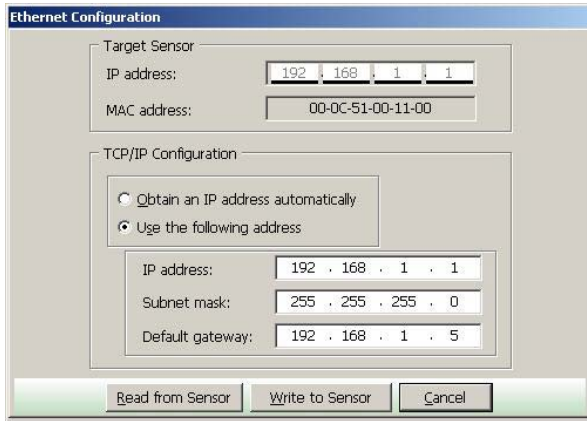 Ethernet Configuration
Target Sensor
IP address: 192 . 168 . 1 . 1
MAC address: 00-0C-51-00-11-00
TCP/IP Configuration
Obtain an IP address automatically
Use the following address
IP address: 192 . 168 . 1 . 1
Subnet mask: 255 . 255 . 255 . 0
Default gateway: 192 . 168 . 1 . 5
Read from Sensor Write to Sensor Cancel